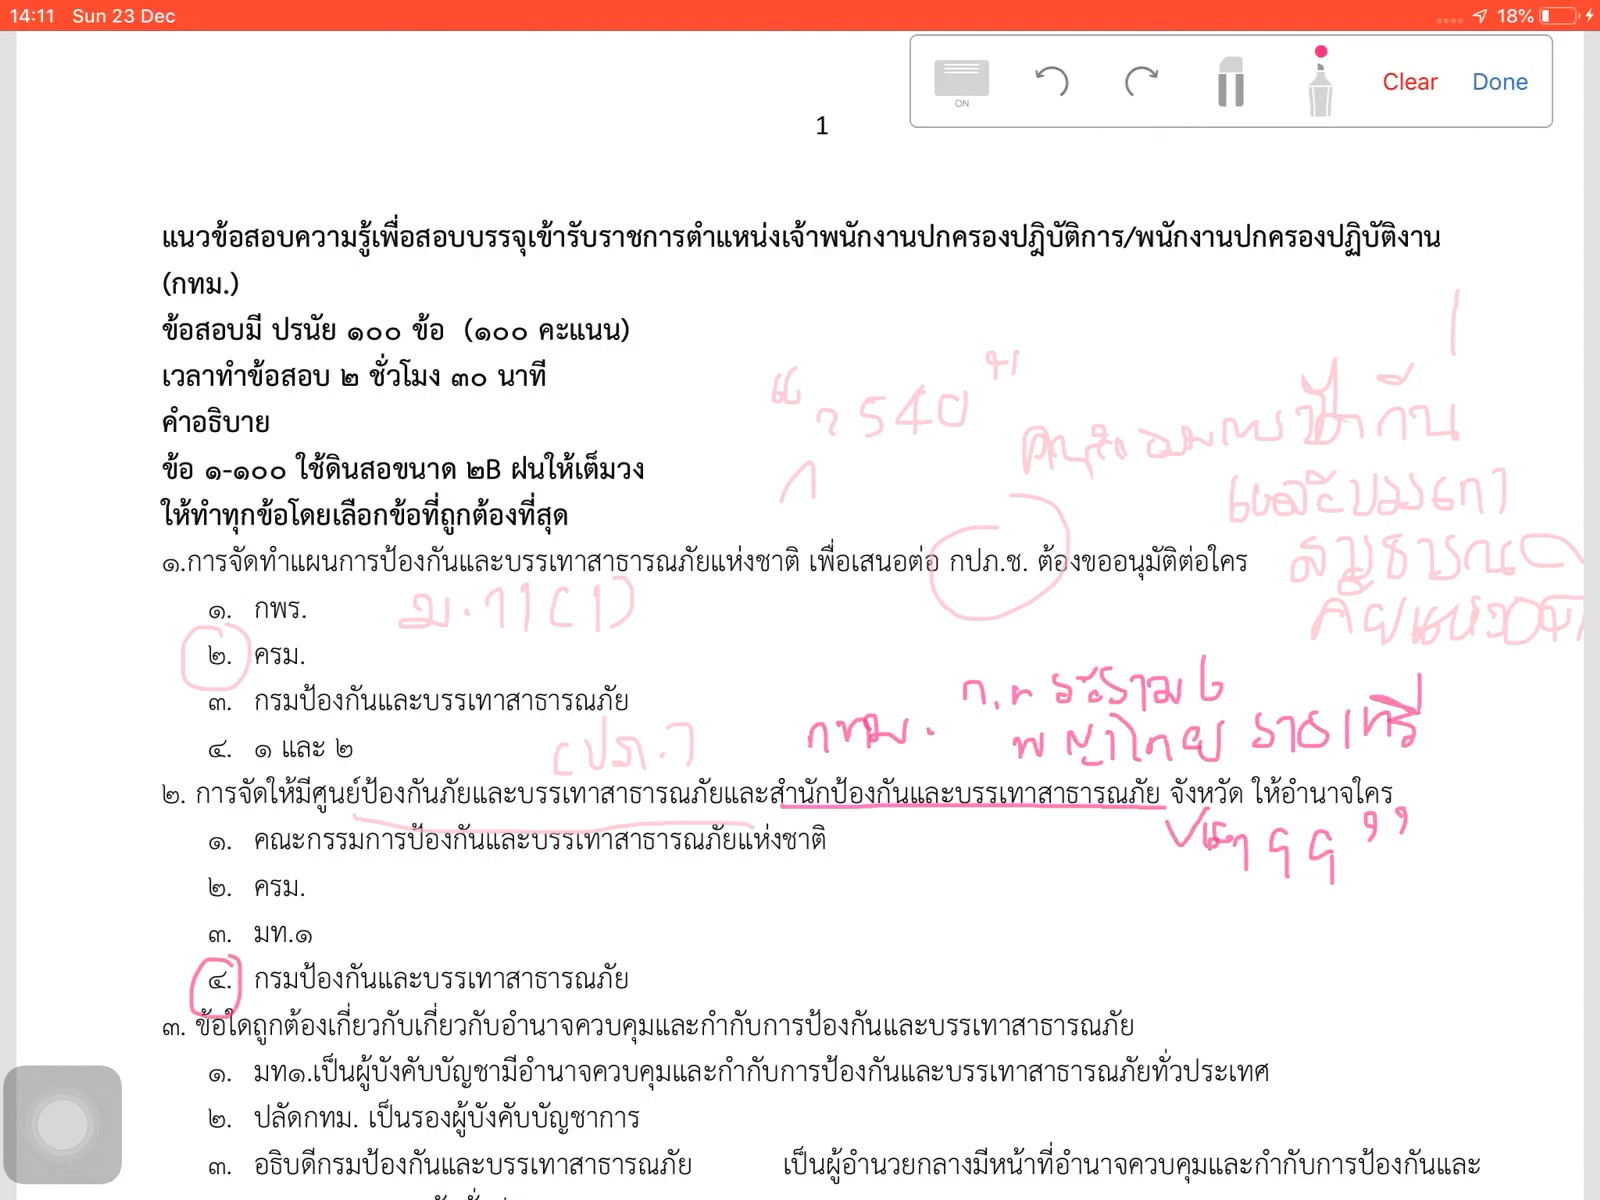 14:11 Sun 23 Dec 18%
ON
Clear Done
1
แนวข้อสอบความรู้เพื่อสอบบรรจุเข้ารับราชการตำแหน่งเจ้าพนักงานปกครองปฎิบัติการ/พนักงานปกครองปฏิบัติงาน
(กทม.)
ข้อสอบมี ปรนัย ๑๐๐ ข้อ (๑๐๐ คะแนน)
เวลาทำข้อสอบ ๒ ชั่วโมง ๓๐ นาที
คำอธิบาย
ข้อ ๑-๑๐๐ ใช้ดินสอขนาด ๒B ฝนให้เต็มวง
ให้ทำทุกข้อโดยเลือกข้อที่ถูกต้องที่สุด
๑.การจัดทำแผนการป้องกันและบรรเทาสาธารณภัยแห่งชาติ เพื่อเสนอต่อ กปภ.ช. ต้องขออนุมัติต่อใคร
๑. กพร.
ม.11(1)
๒. ครม.
๓. กรมป้องกันและบรรเทาสาธารณภัย
กทม.
พญาไท ราชเทวี
๔. ๑ และ ๒
๒. การจัดให้มีศูนย์ป้องกันภัยและบรรเทาสาธารณภัยและสำนักป้องกันและบรรเทาสาธารณภัย จังหวัด ให้อำนาจใคร
๑. คณะกรรมการป้องกันและบรรเทาสาธารณภัยแห่งชาติ
๒. ครม.
๓. มท.๑
๔. กรมป้องกันและบรรเทาสาธารณภัย
๓. ข้อใดถูกต้องเกี่ยวกับเกี่ยวกับอำนาจควบคุมและกำกับการป้องกันและบรรเทาสาธารณภัย
๑. มท๑.เป็นผู้บังคับบัญชามีอำนาจควบคุมและกำกับการป้องกันและบรรเทาสาธารณภัยทั่วประเทศ
๒. ปลัดกทม. เป็นรองผู้บังคับบัญชาการ
๓. อธิบดีกรมป้องกันและบรรเทาสาธารณภัย เป็นผู้อำนวยกลางมีหน้าที่อำนาจควบคุมและกำกับการป้องกันและ